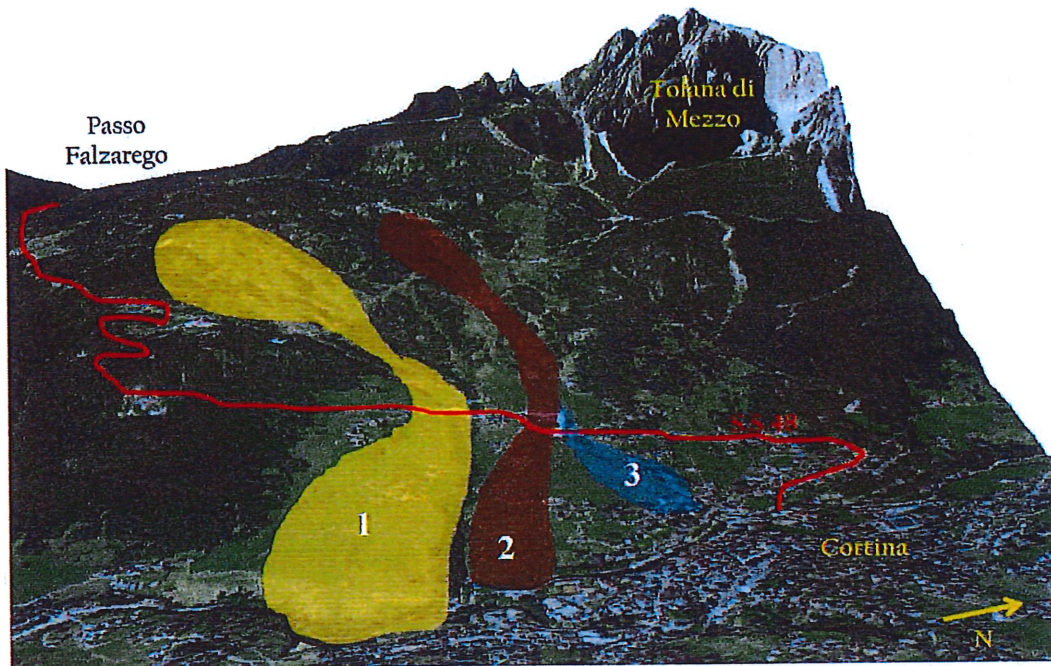 Passo
Falzarego
Tofana di
Mezzo
S.S.48
3
1
2
Cortina
N